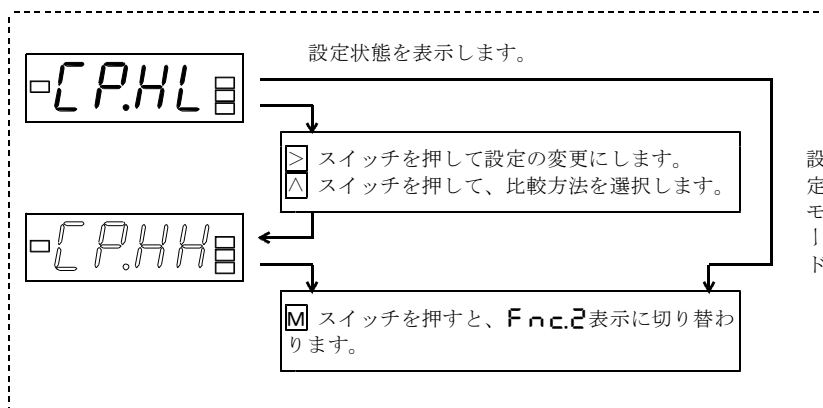 設定状態を表示します。
CP.HL
> スイッチを押して設定の変更にします。
∧ スイッチを押して、比較方法を選択します。
設定モード
CP.HH
M スイッチを押すと、Fnc.2表示に切り替わ
ります。